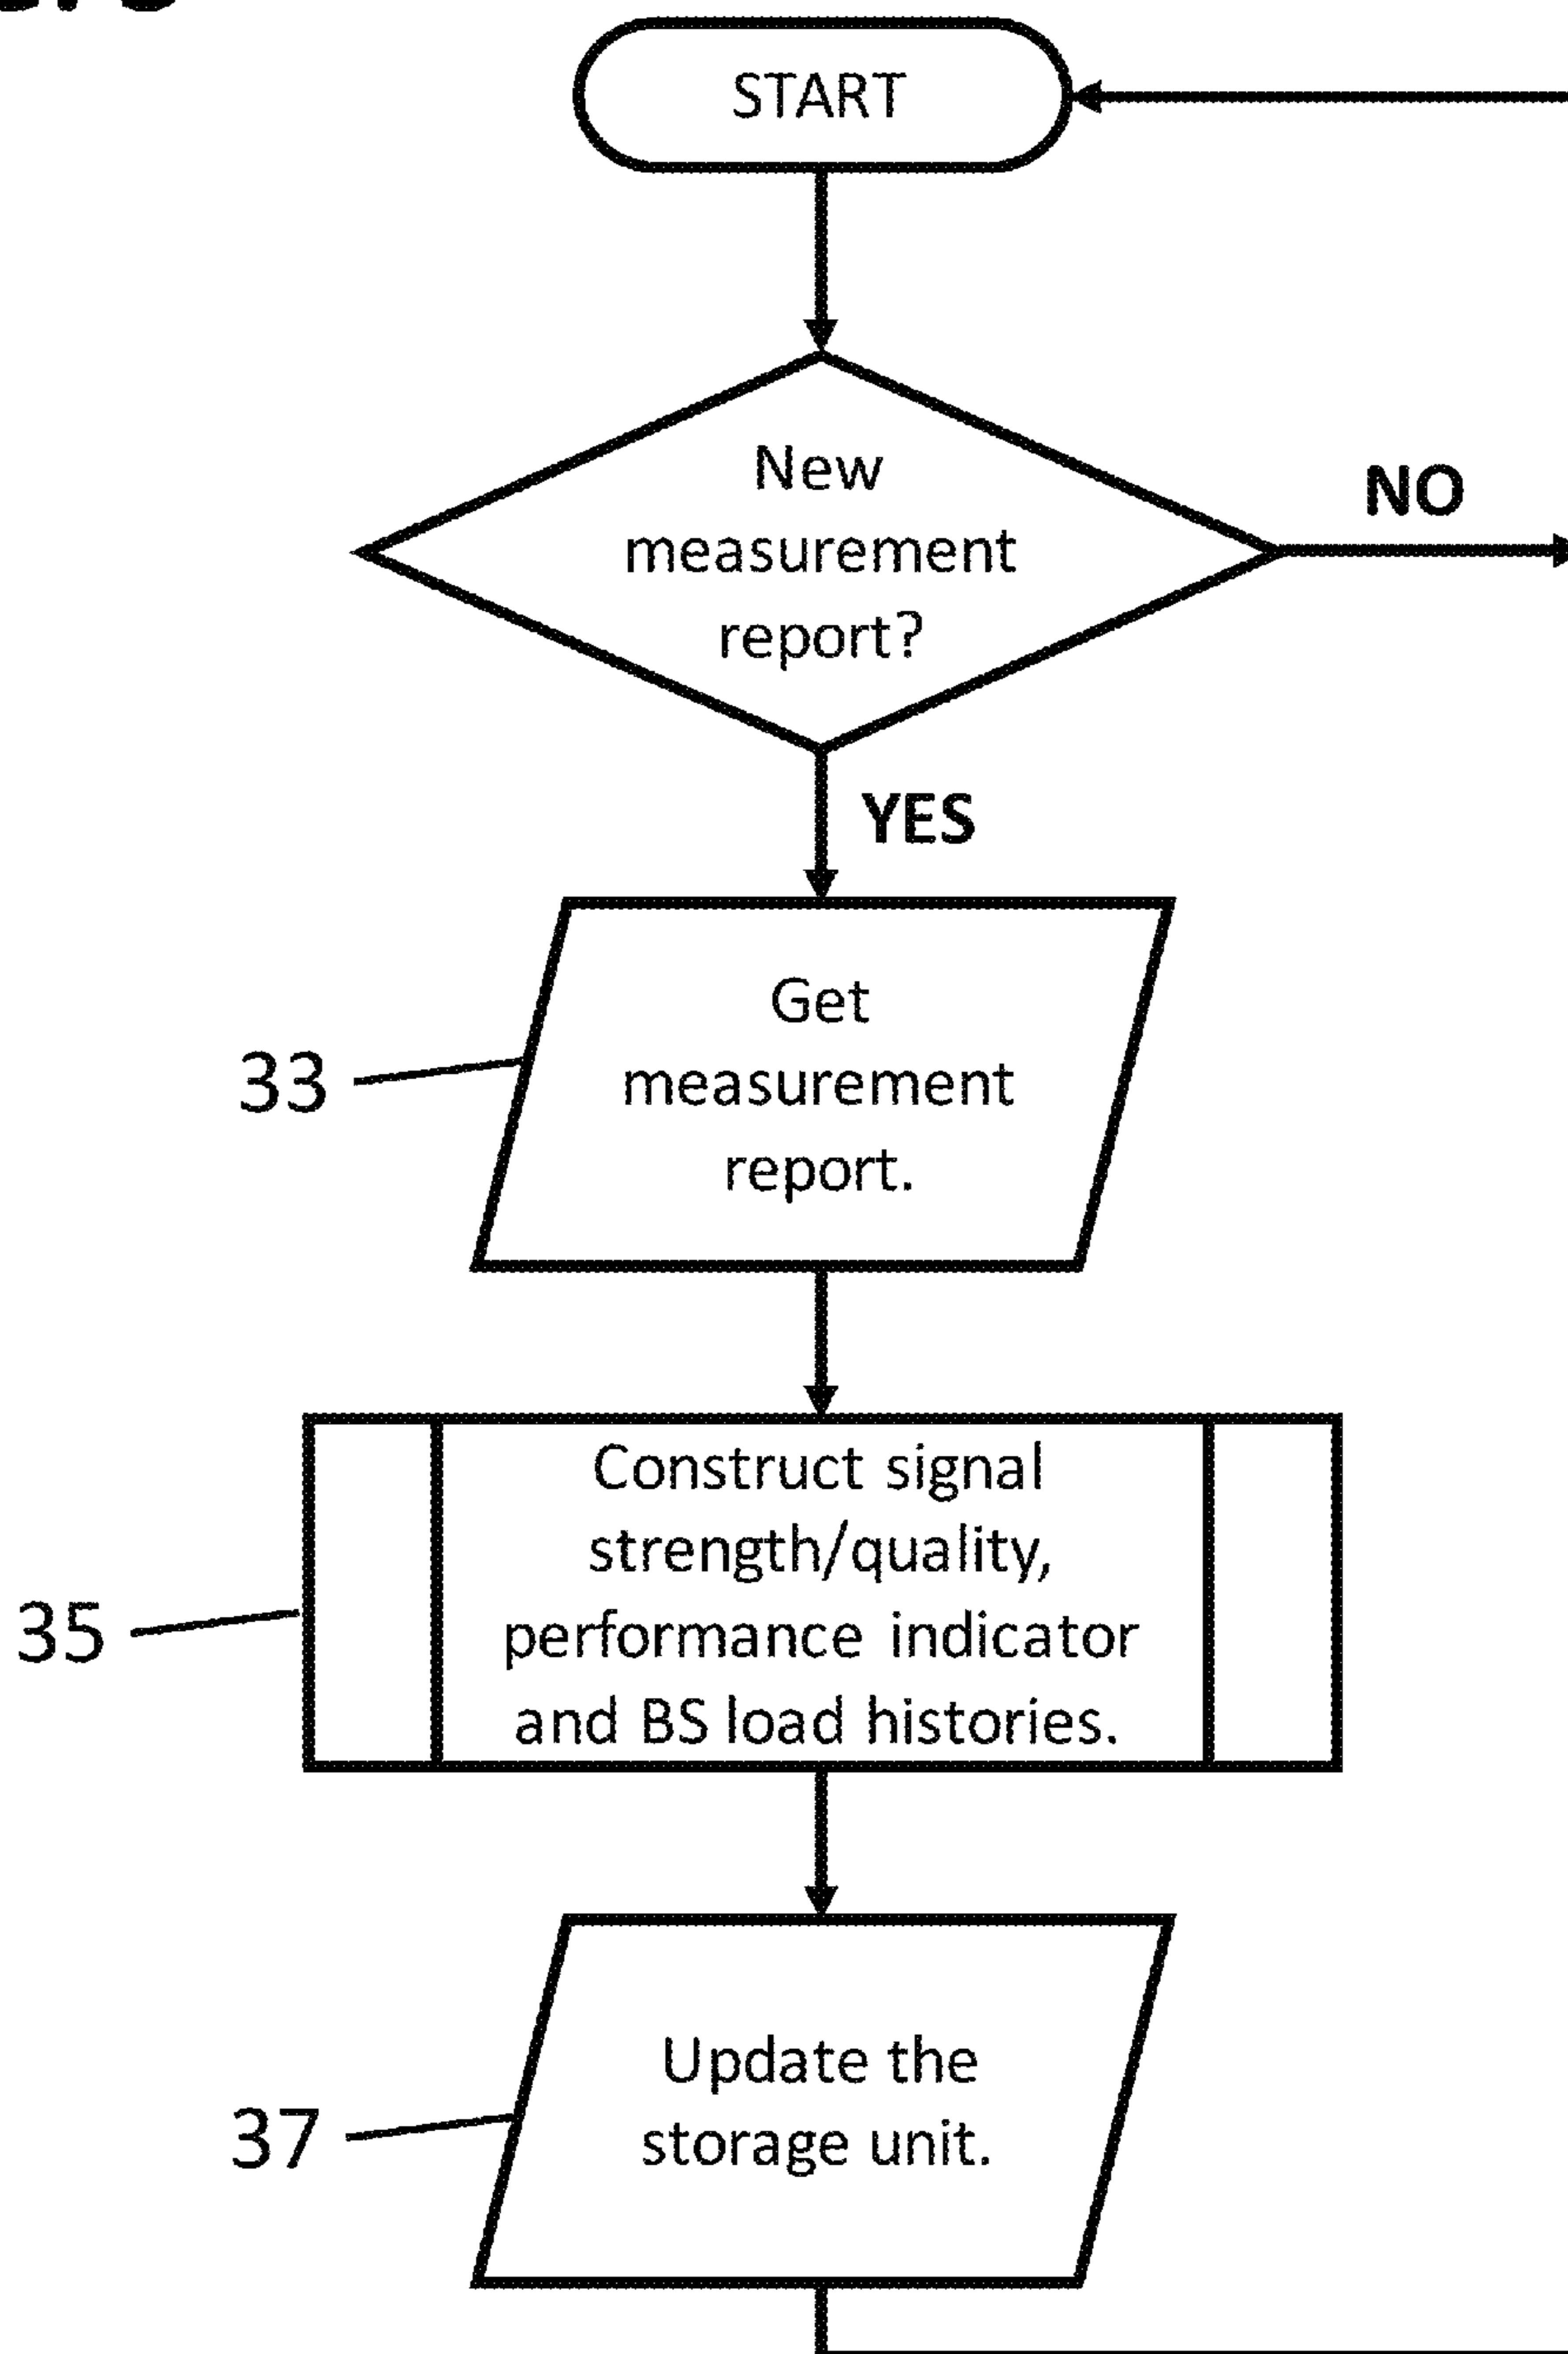 START
New
measurement
report?
NO
YES
Get
measurement
report.
33
Construct signal
strength/quality,
performance indicator
and BS load histories.
35
Update the
storage unit.
37